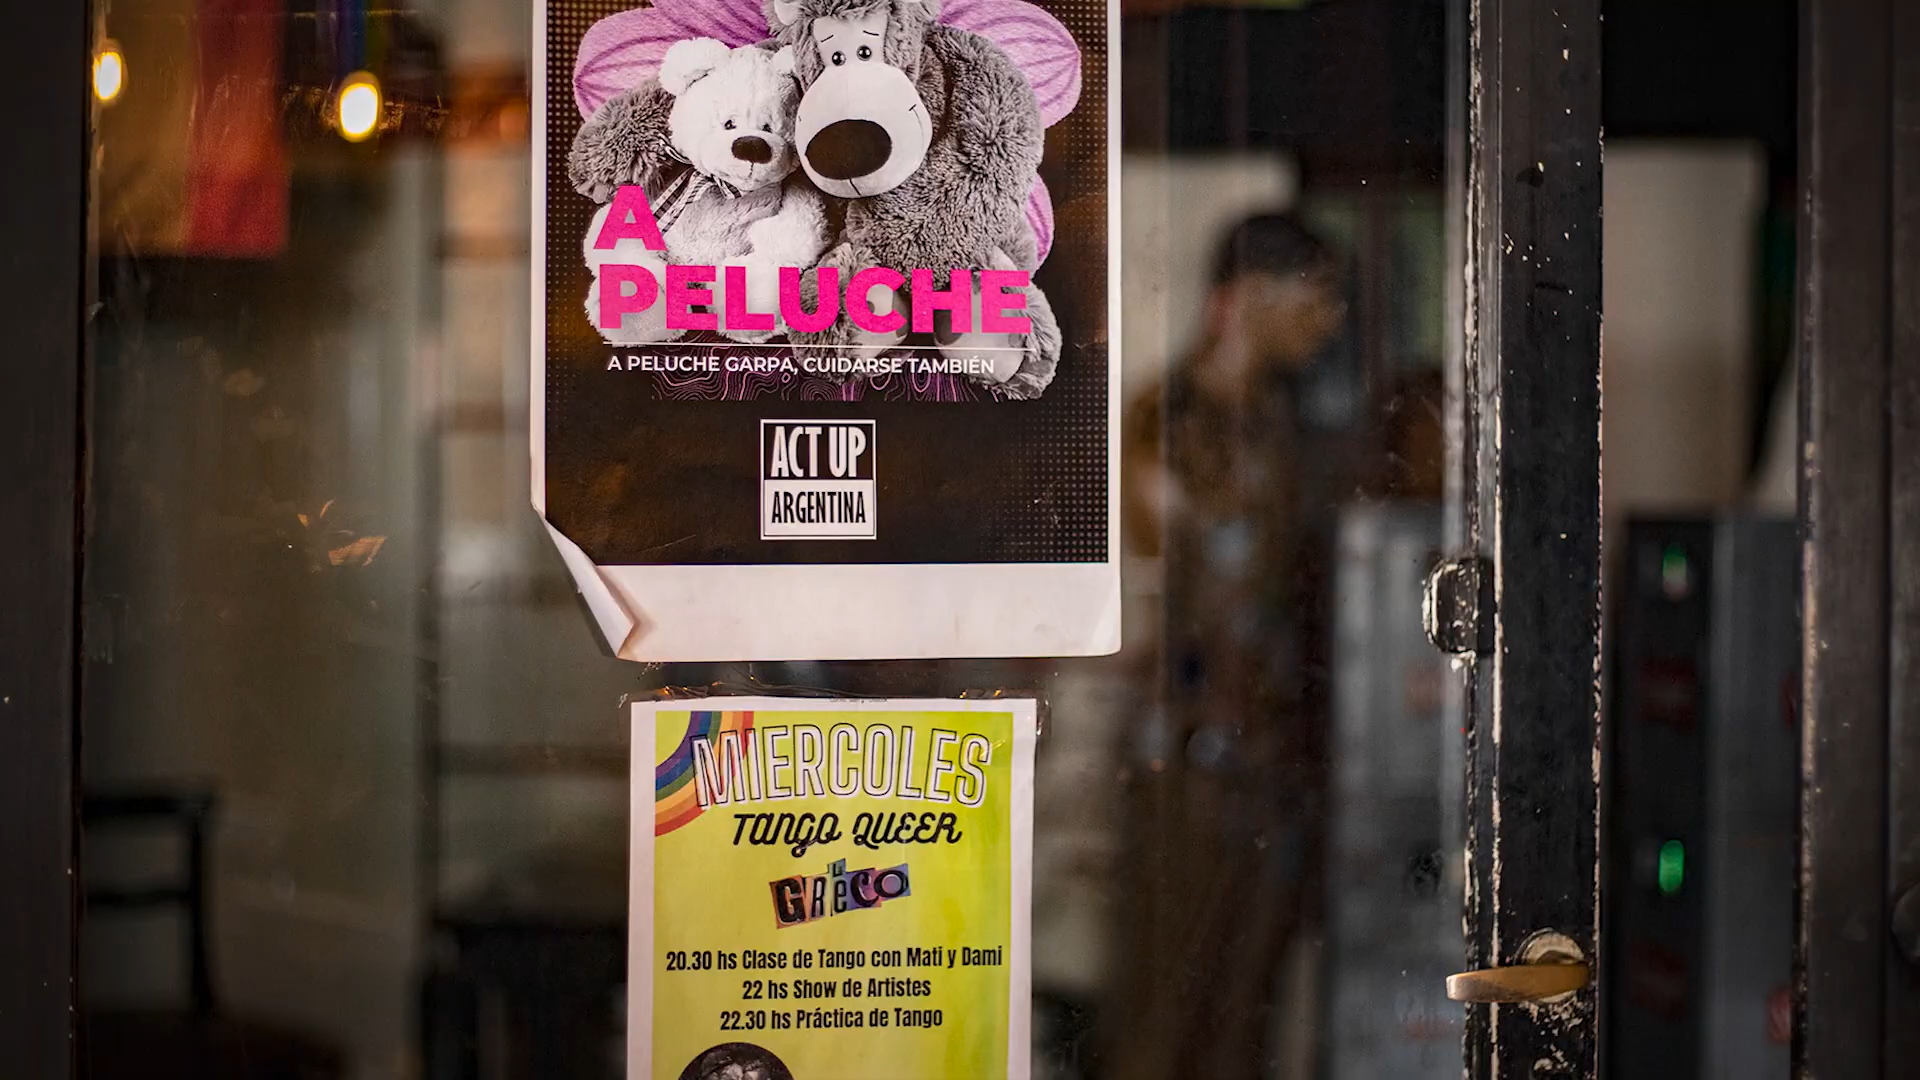 A
PELUCHE
A PELUCHE GARPA, CUIDARSE TAMBIÉN
ACT UP
ARGENTINA
MIERCOLES
TANGO QUEER
GRECO
20.30 hs Clase de Tango con Mati y Dami
22 hs Show de Artistes
22.30 hs Práctica de Tango